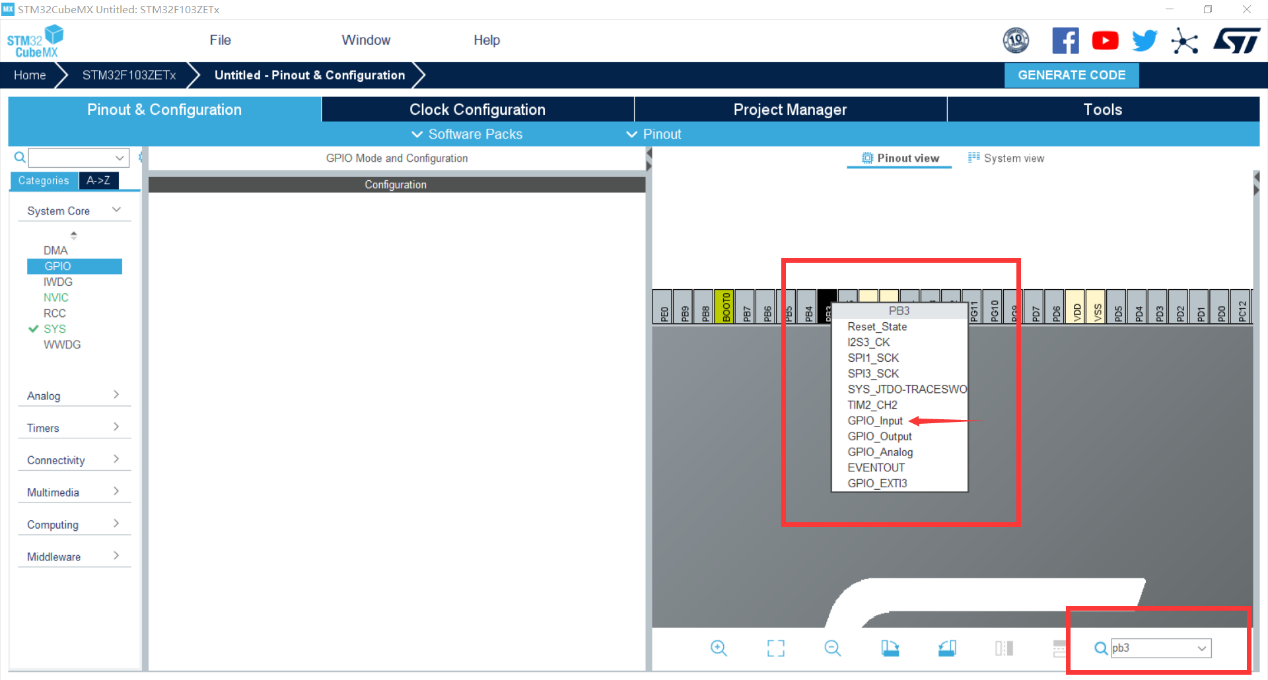 MX STM32CubeMX Untitled: STM32F103ZETx
STM32
CubeMX
File Window Help
10
Home STM32F103ZETx Untitled - Pinout & Configuration GENERATE CODE
Pinout & Configuration Clock Configuration Project Manager Tools
Software Packs Pinout
GPIO Mode and Configuration
Configuration
Categories A->Z
System Core
DMA
GPIO
IWDG
NVIC
RCC
SYS
WWDG
Analog
Timers
Connectivity
Multimedia
Computing
Middleware
Pinout view System view
PE0 PB9 PB8 BOOT0 PB7 PB6 PB5 PB4 PB3 PG11 PG10 PG9 PD7 PD6 VDD VSS PD5 PD4 PD3 PD2 PD1 PD0 PC12
PB3
Reset_State
I2S3_CK
SPI1_SCK
SPI3_SCK
SYS_JTDO-TRACESWO
TIM2_CH2
GPIO_Input
GPIO_Output
GPIO_Analog
EVENTOUT
GPIO_EXTI3
pb3